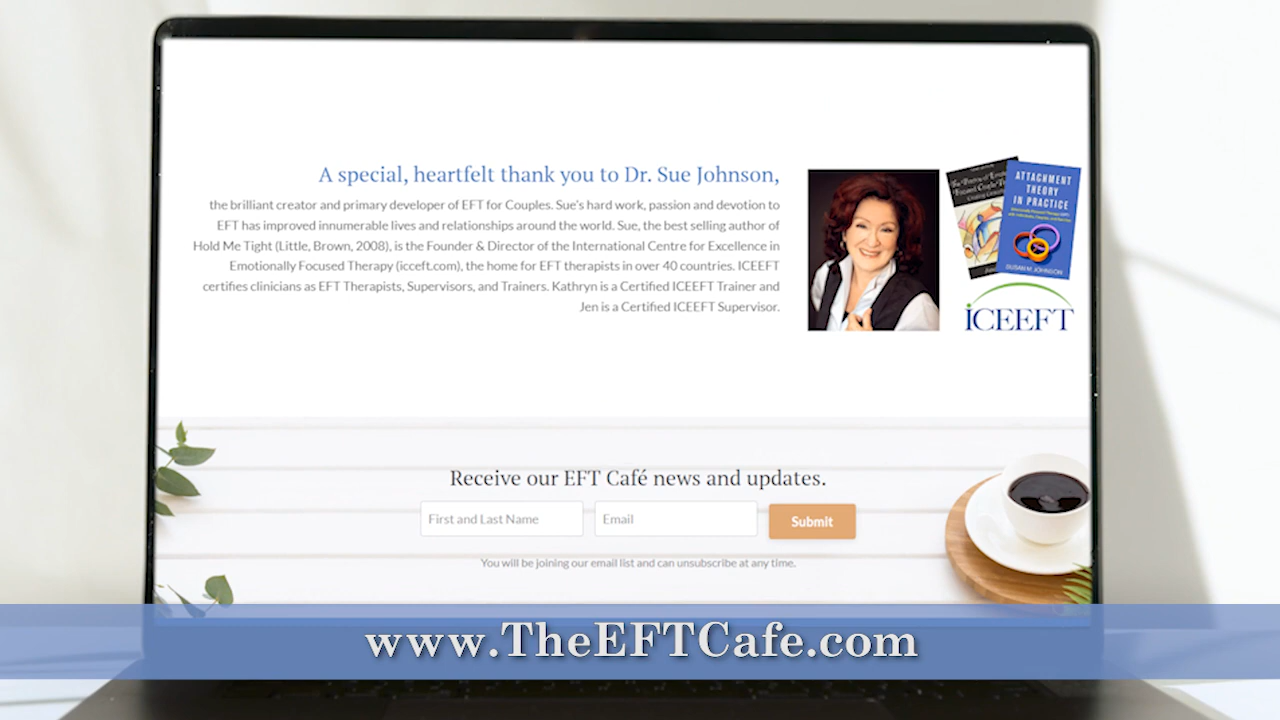 A special, heartfelt thank you to Dr. Sue Johnson,
the brilliant creator and primary developer of EFT for Couples. Sue's hard work, passion and devotion to
EFT has improved innumerable lives and relationships around the world. Sue, the best selling author of
Hold Me Tight (Little, Brown, 2008), is the Founder & Director of the International Centre for Excellence in
Emotionally Focused Therapy (icceft.com), the home for EFT therapists in over 40 countries. ICEEFT
certifies clinicians as EFT Therapists, Supervisors, and Trainers. Kathryn is a Certified ICEEFT Trainer and
Jen is a Certified ICEEFT Supervisor.
ATTACHMENT
THEORY
IN PRACTICE
SUSAN M. JOHNSON
iCEEFT
Receive our EFT Café news and updates.
First and Last Name
Email
Submit
You will be joining our email list and can unsubscribe at any time.
www.TheEFTCafe.com